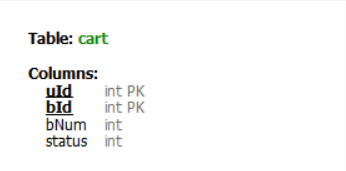 Table: cart
Columns:
uId int PK
bId int PK
bNum int
status int